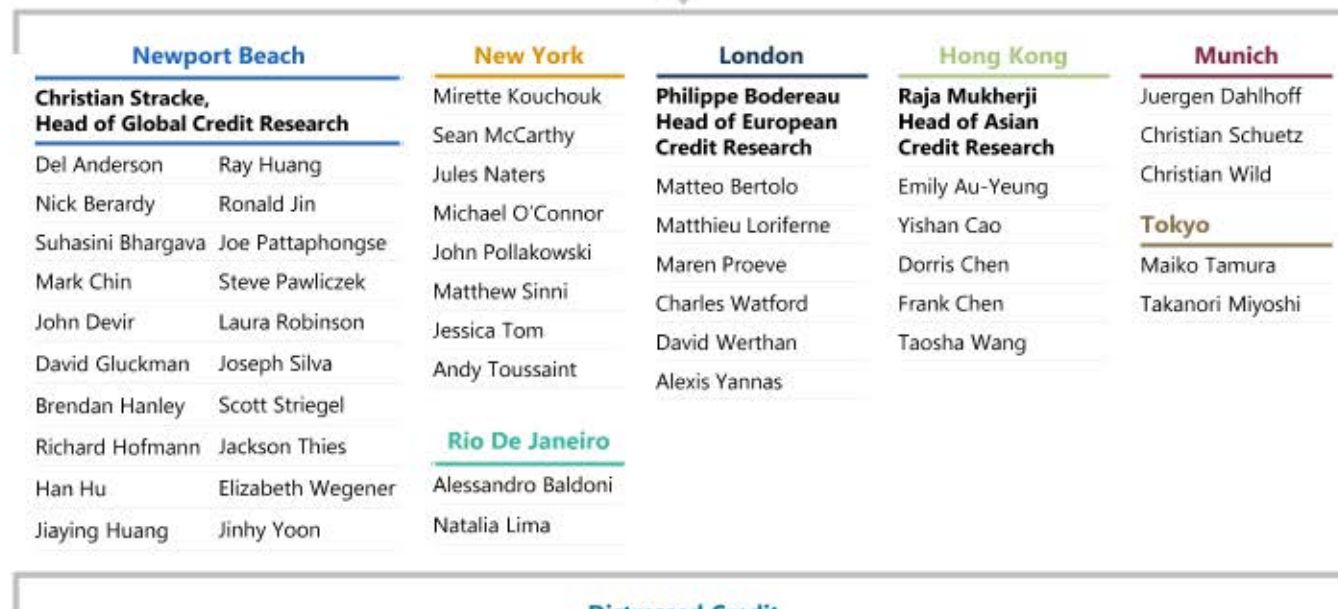 Newport Beach
Christian Stracke,
Head of Global Credit Research
Del Anderson
Nick Berardy
Suhasini Bhargava
Mark Chin
John Devir
David Gluckman
Brendan Hanley
Richard Hofmann
Han Hu
Jiaying Huang
Ray Huang
Ronald Jin
Joe Pattaphongse
Steve Pawliczek
Laura Robinson
Joseph Silva
Scott Striegel
Jackson Thies
Elizabeth Wegener
Jinhy Yoon
New York
Mirette Kouchouk
Sean McCarthy
Jules Naters
Michael O'Connor
John Pollakowski
Matthew Sinni
Jessica Tom
Andy Toussaint
Rio De Janeiro
Alessandro Baldoni
Natalia Lima
London
Philippe Bodereau
Head of European
Credit Research
Matteo Bertolo
Matthieu Loriferne
Maren Proeve
Charles Watford
David Werthan
Alexis Yannas
Hong Kong
Raja Mukherji
Head of Asian
Credit Research
Emily Au-Yeung
Yishan Cao
Dorris Chen
Frank Chen
Taosha Wang
Munich
Juergen Dahlhoff
Christian Schuetz
Christian Wild
Tokyo
Maiko Tamura
Takanori Miyoshi
Distressed Credit